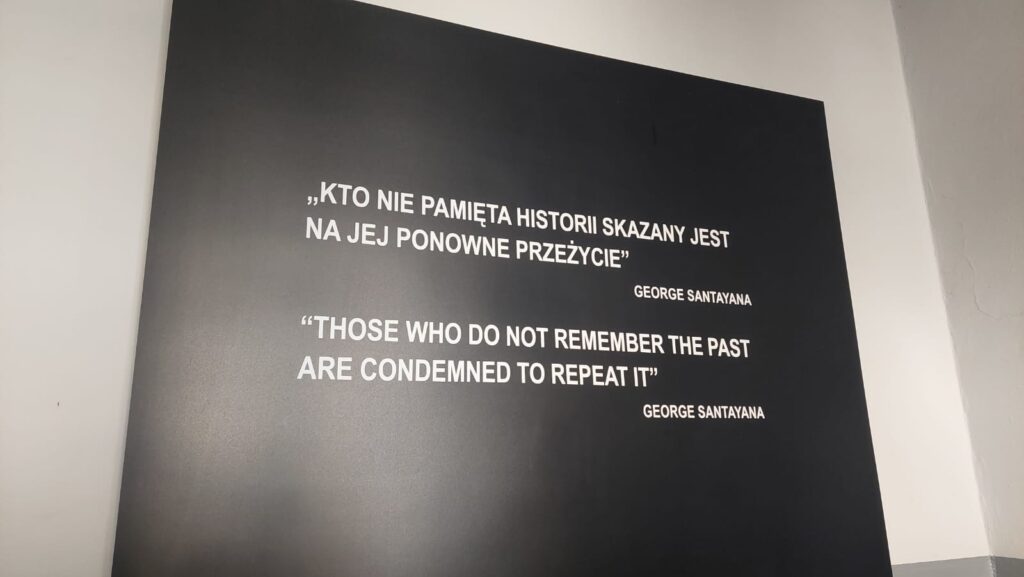 „KTO NIE PAMIĘTA HISTORII SKAZANY JEST
NA JEJ PONOWNE PRZEŻYCIE”
GEORGE SANTAYANA
“THOSE WHO DO NOT REMEMBER THE PAST
ARE CONDEMNED TO REPEAT IT”
GEORGE SANTAYANA